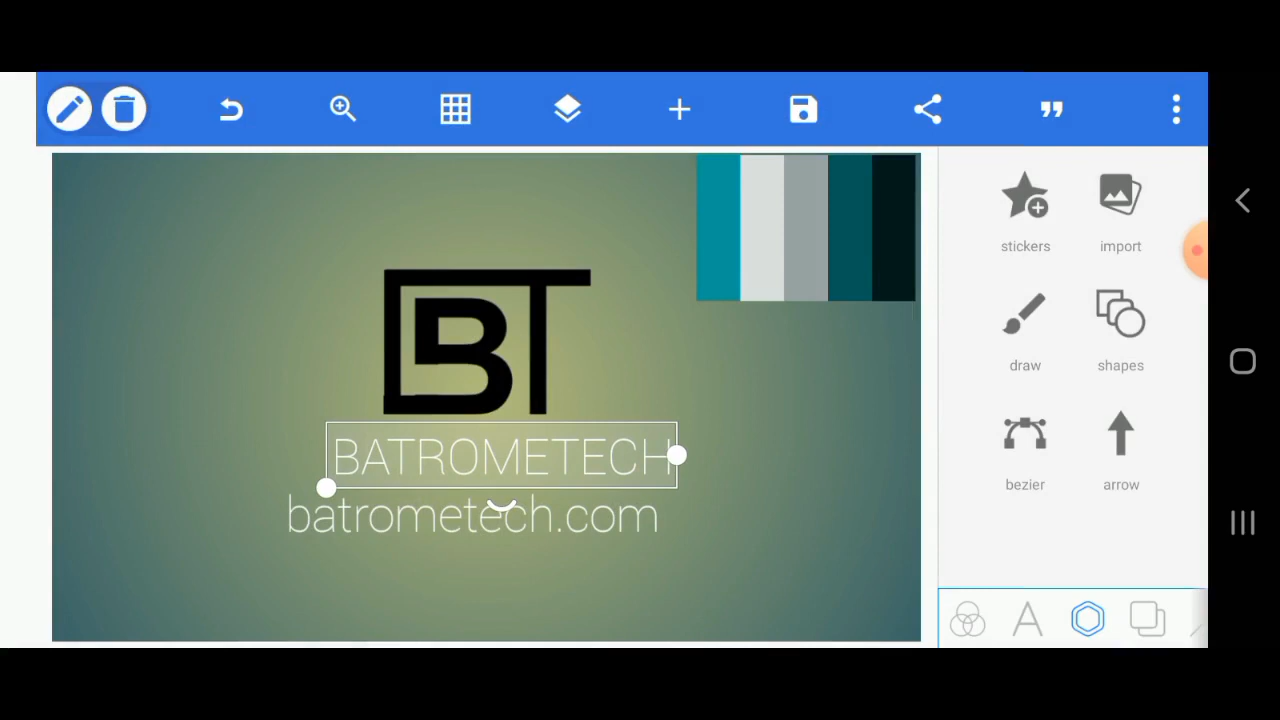 stickers import
BT
draw shapes
BATROMETECH
batrometech.com
bezier arrow